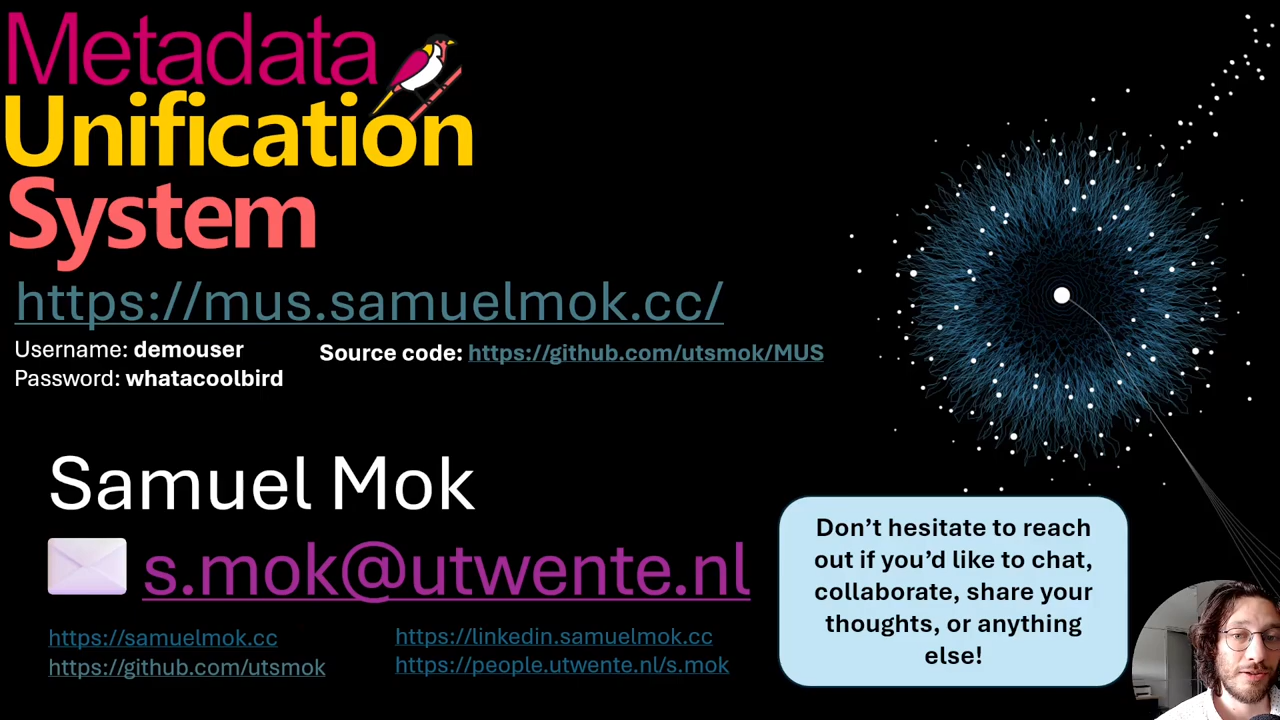 Metadata
Unification
System
https://mus.samuelmok.cc/
Username: demouser
Password: whatacoolbird
Source code: https://github.com/utsmok/MUS
Samuel Mok
s.mok@utwente.nl
https://samuelmok.cc
https://github.com/utsmok
https://linkedin.samuelmok.cc
https://people.utwente.nl/s.mok
Don’t hesitate to reach
out if you’d like to chat,
collaborate, share your
thoughts, or anything
else!